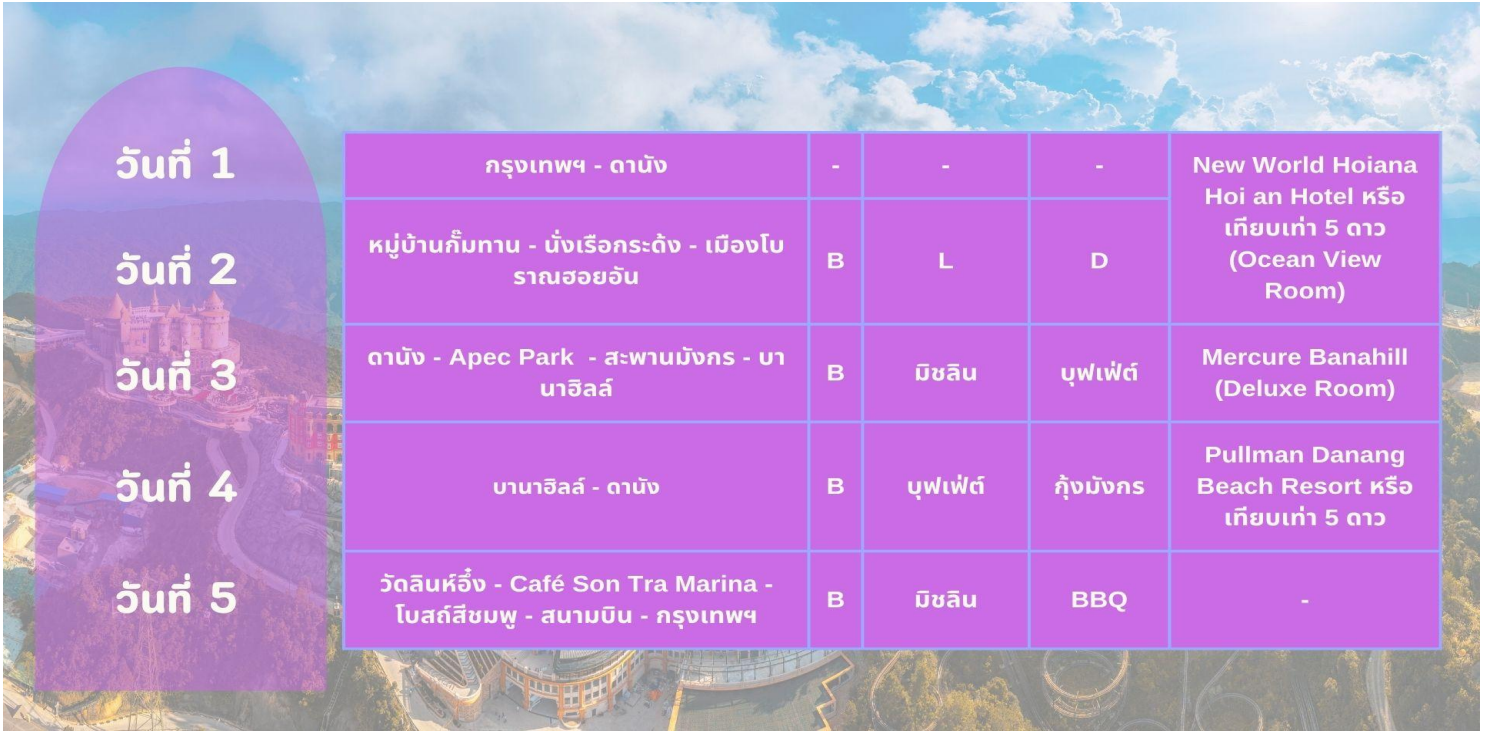 วันที่ 1
กรุงเทพฯ - ดานัง
-
-
-
New World Hoiana
Hoi an Hotel หรือ
เทียบเท่า 5 ดาว
(Ocean View
Room)
วันที่ 2
หมู่บ้านกั๊มทาน - นั่งเรือกระด้ง - เมืองโบ
ราณฮอยอัน
B
L
D
วันที่ 3
ดานัง - Apec Park - สะพานมังกร - บา
นาฮิลล์
B
มิชลิน
บุฟเฟ่ต์
Mercure Banahill
(Deluxe Room)
วันที่ 4
บานาฮิลล์ - ดานัง
B
บุฟเฟ่ต์
กุ้งมังกร
Pullman Danang
Beach Resort หรือ
เทียบเท่า 5 ดาว
วันที่ 5
วัดลินห์อึ๋ง - Café Son Tra Marina -
โบสถ์สีชมพู - สนามบิน - กรุงเทพฯ
B
มิชลิน
BBQ
-